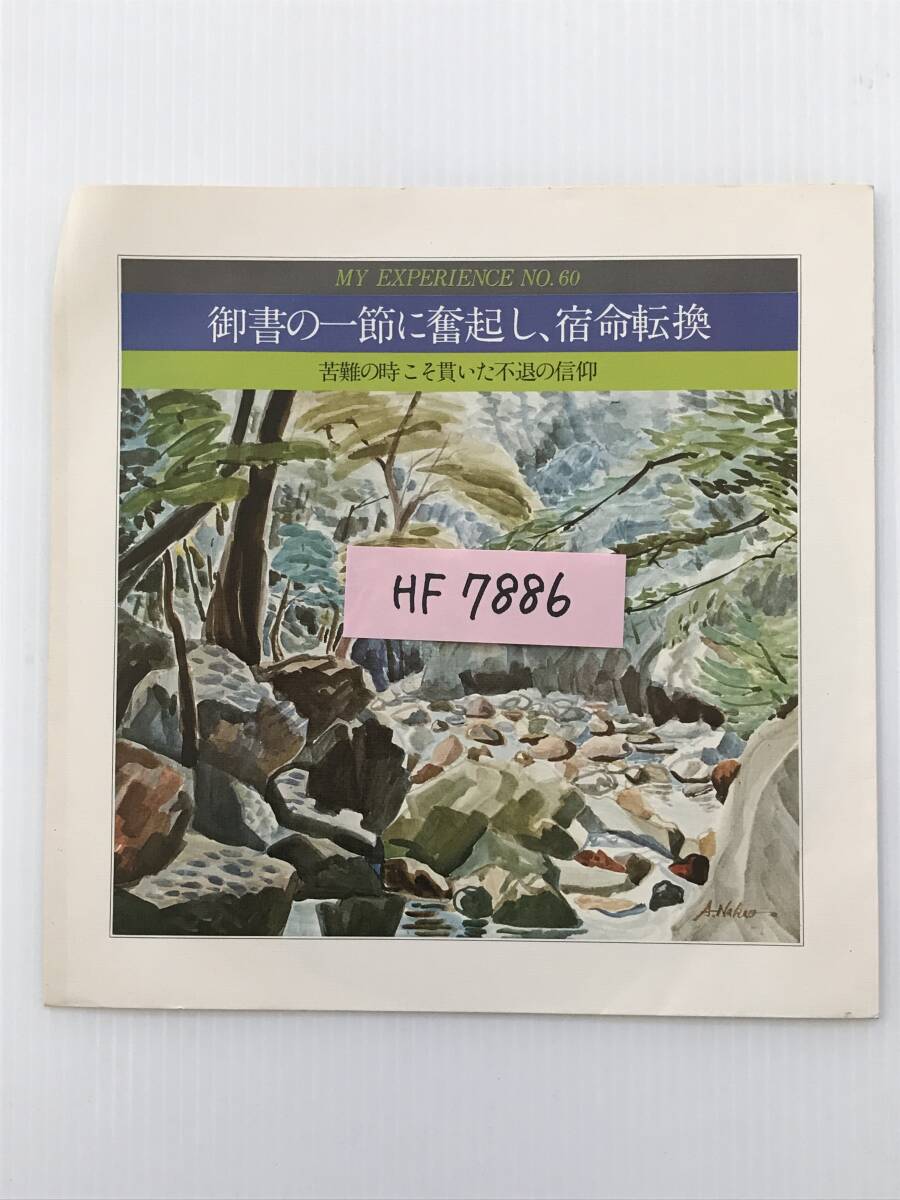 MY EXPERIENCE NO. 60
御書の一節に奮起し、宿命転換
苦難の時こそ貫いた不退の信仰
HF 7886